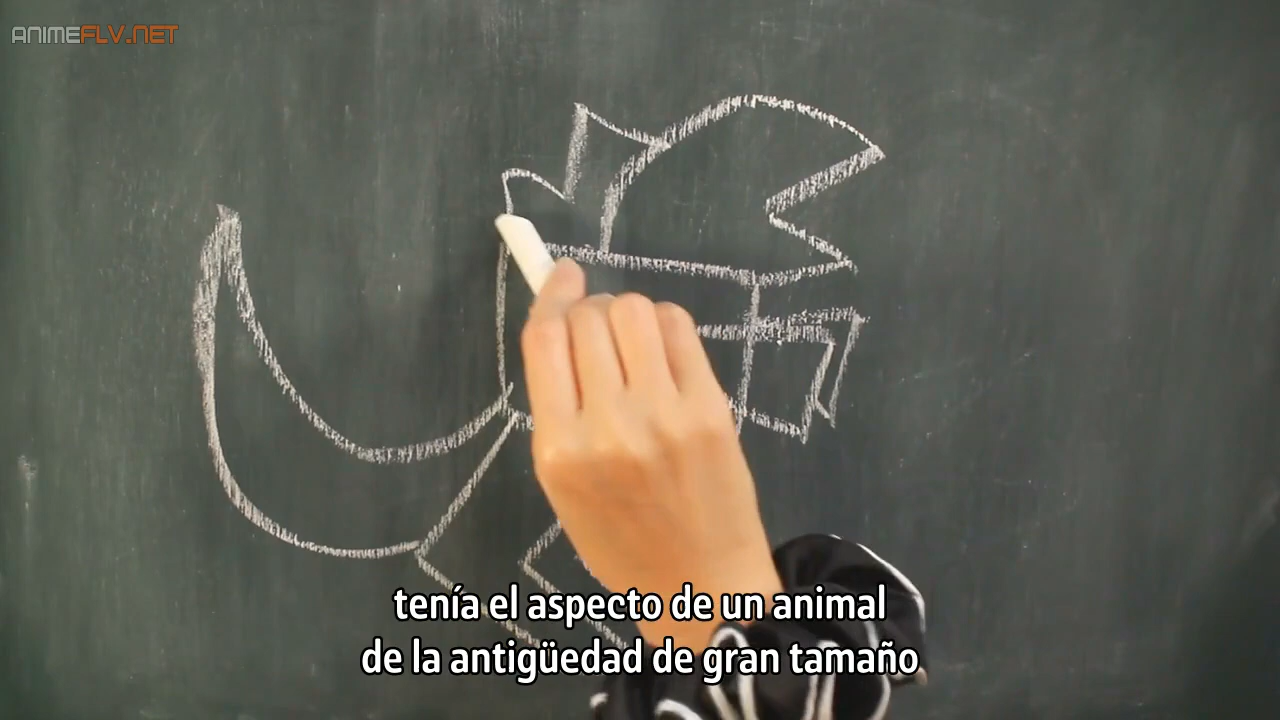 ANIMEFLV.NET
tenía el aspecto de un animal
de la antigüedad de gran tamaño